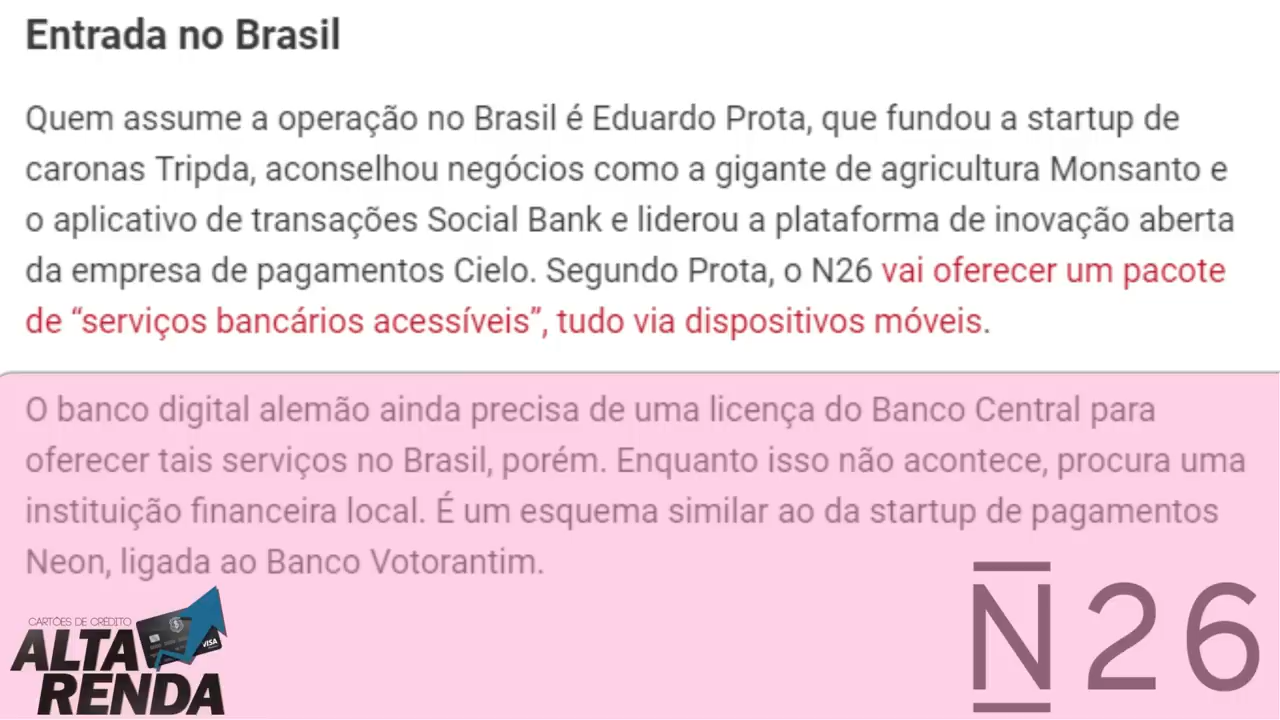 Entrada no Brasil
Quem assume a operação no Brasil é Eduardo Prota, que fundou a startup de
caronas Tripda, aconselhou negócios como a gigante de agricultura Monsanto e
o aplicativo de transações Social Bank e liderou a plataforma de inovação aberta
da empresa de pagamentos Cielo. Segundo Prota, o N26 vai oferecer um pacote
de “serviços bancários acessíveis”, tudo via dispositivos móveis.
O banco digital alemão ainda precisa de uma licença do Banco Central para
oferecer tais serviços no Brasil, porém. Enquanto isso não acontece, procura uma
instituição financeira local. É um esquema similar ao da startup de pagamentos
Neon, ligada ao Banco Votorantim.
CARTÕES DE CRÉDITO
ALTA
RENDA
VISA
N26